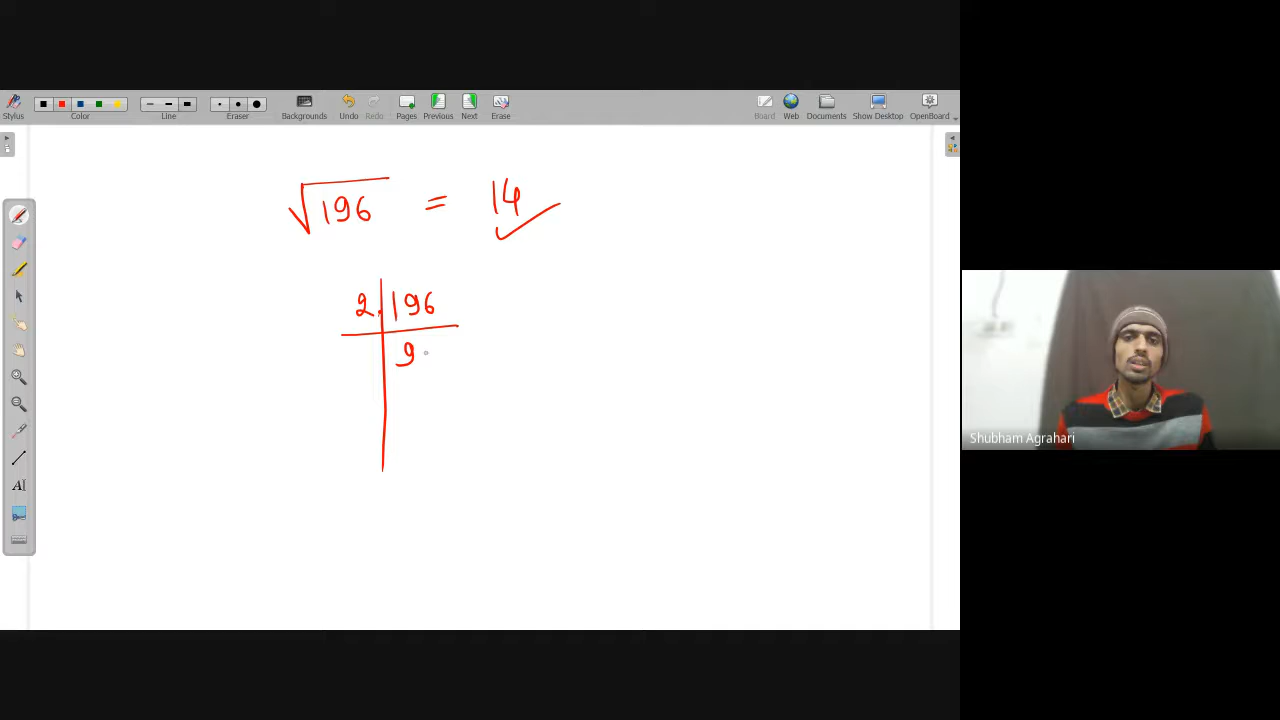 Stylus Color Line Eraser Backgrounds Undo Redo Pages Previous Next Erase Board Web Documents Show Desktop OpenBoard
√196 = 14 ✓
2. 196
9
Shubham Agrahari